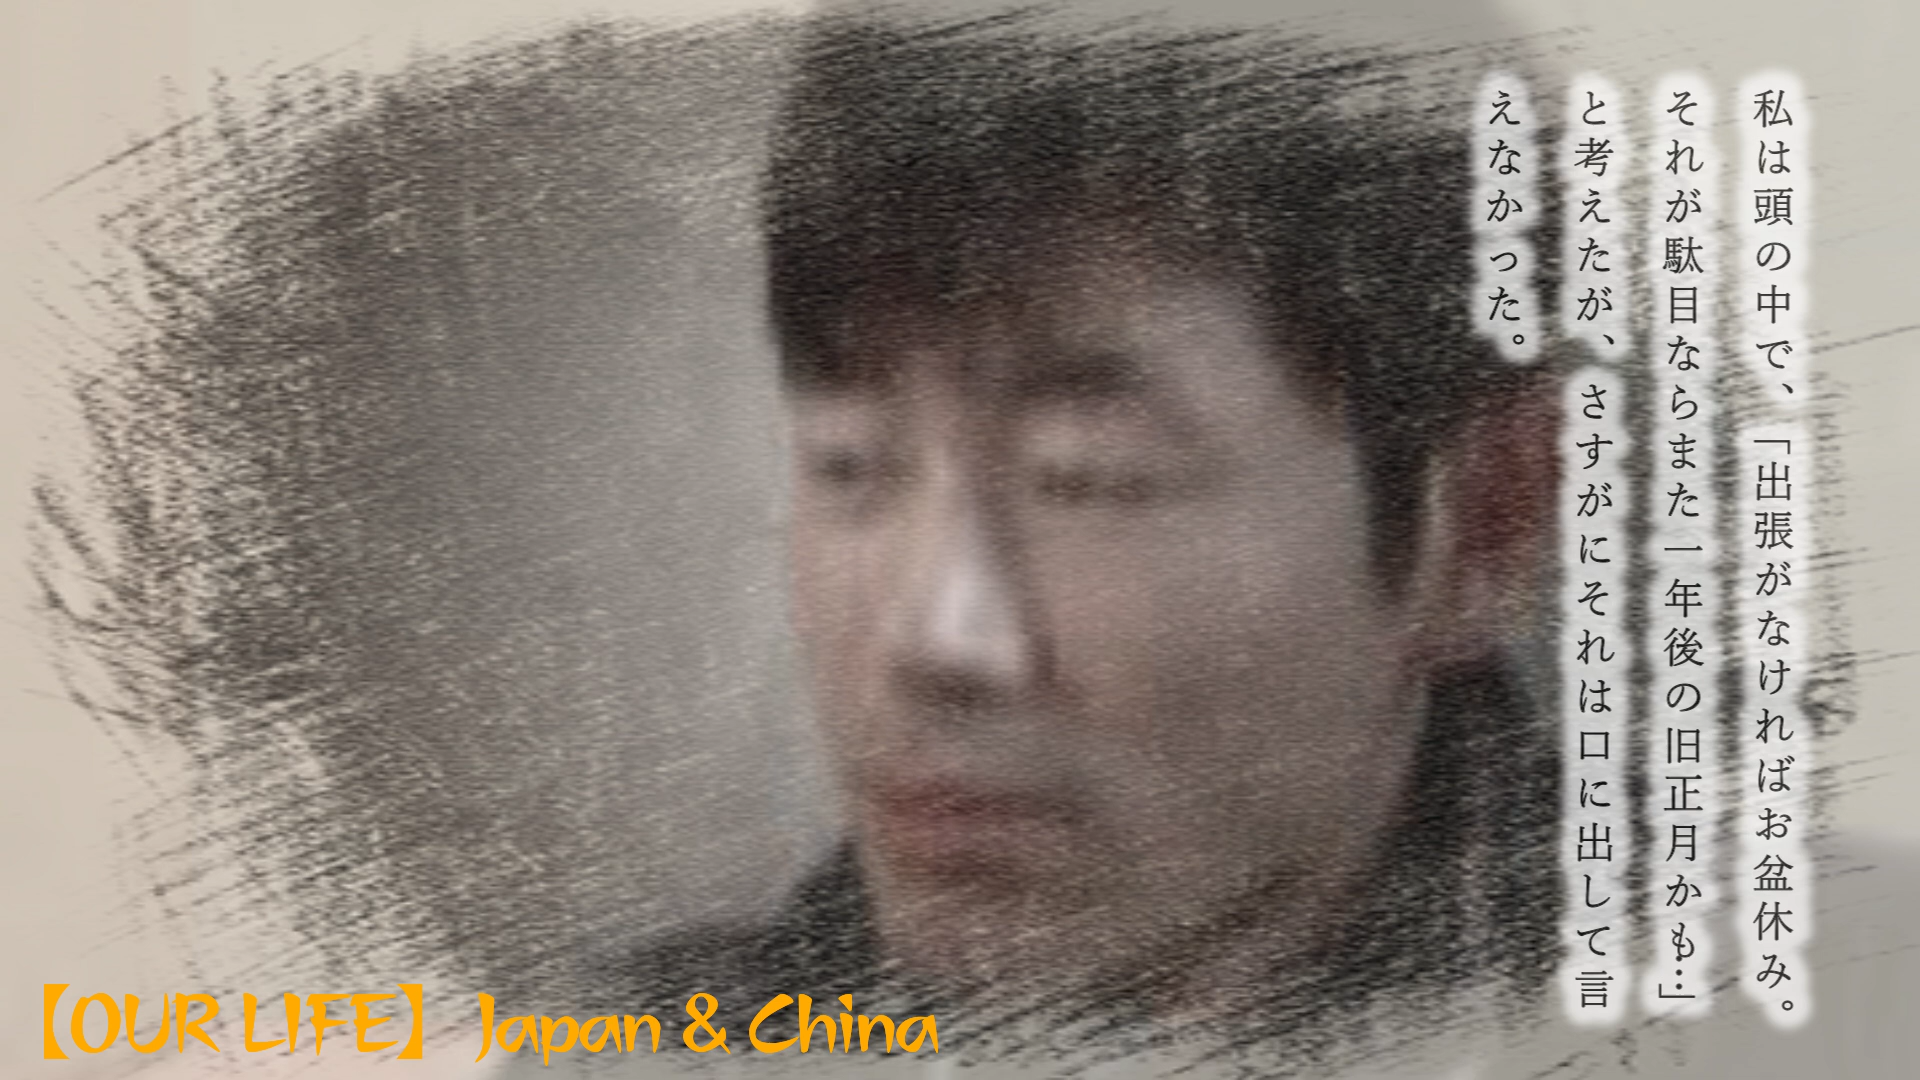 私は頭の中で、「出張がなければお盆休み。
それが駄目ならまた一年後の旧正月かも…」
と考えたが、さすがにそれは口に出して言
えなかった。
【OUR LIFE】 Japan & China